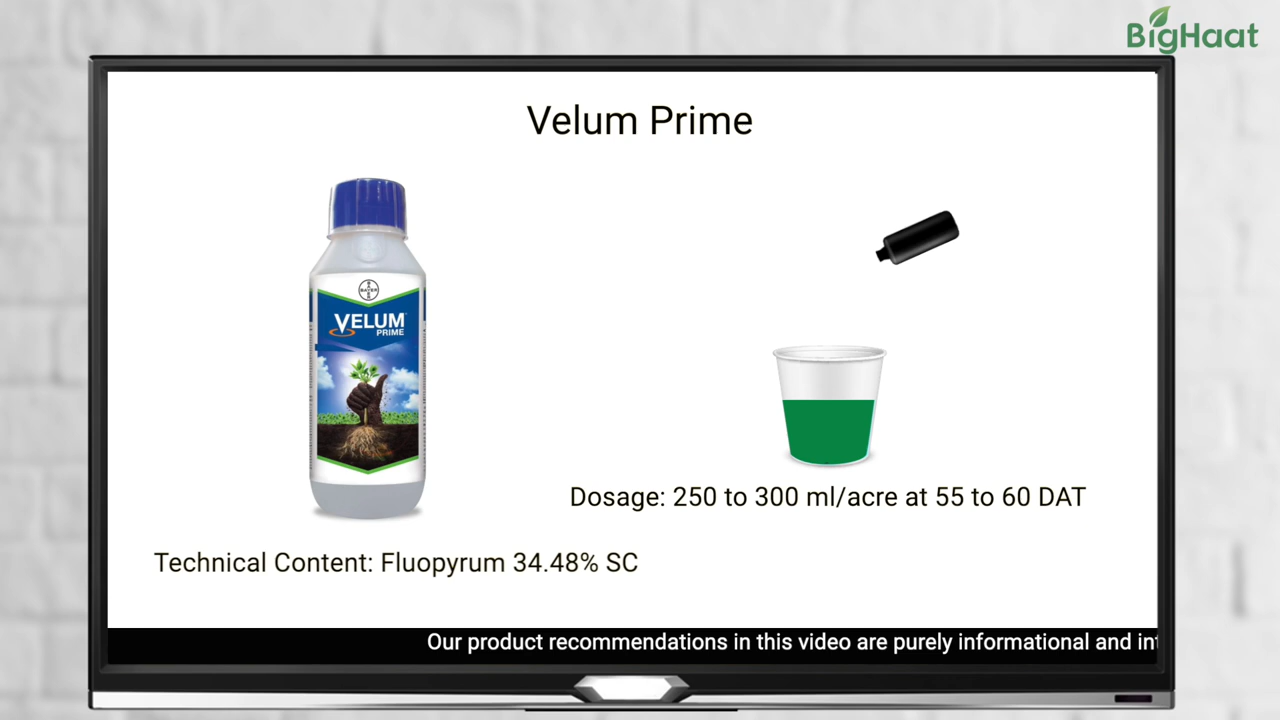 BigHaat
Velum Prime
BAYER
VELUM
PRIME
Dosage: 250 to 300 ml/acre at 55 to 60 DAT
Technical Content: Fluopyrum 34.48% SC
Our product recommendations in this video are purely informational and int